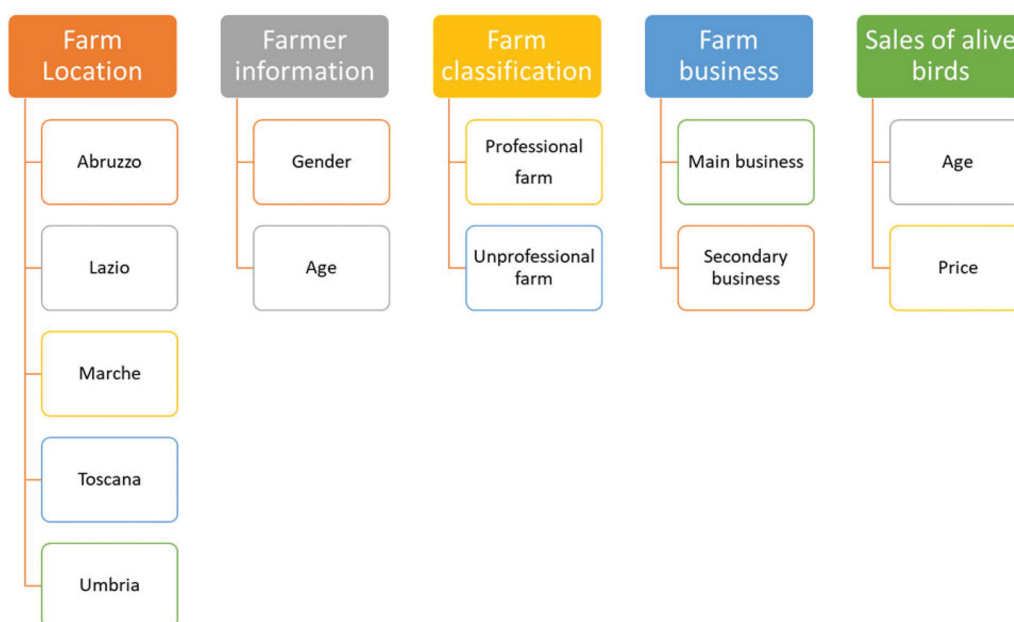 Farm
Location
Abruzzo
Lazio
Marche
Toscana
Umbria
Farmer
information
Gender
Age
Farm
classification
Professional
farm
Unprofessional
farm
Farm
business
Main business
Secondary
business
Sales of alive
birds
Age
Price